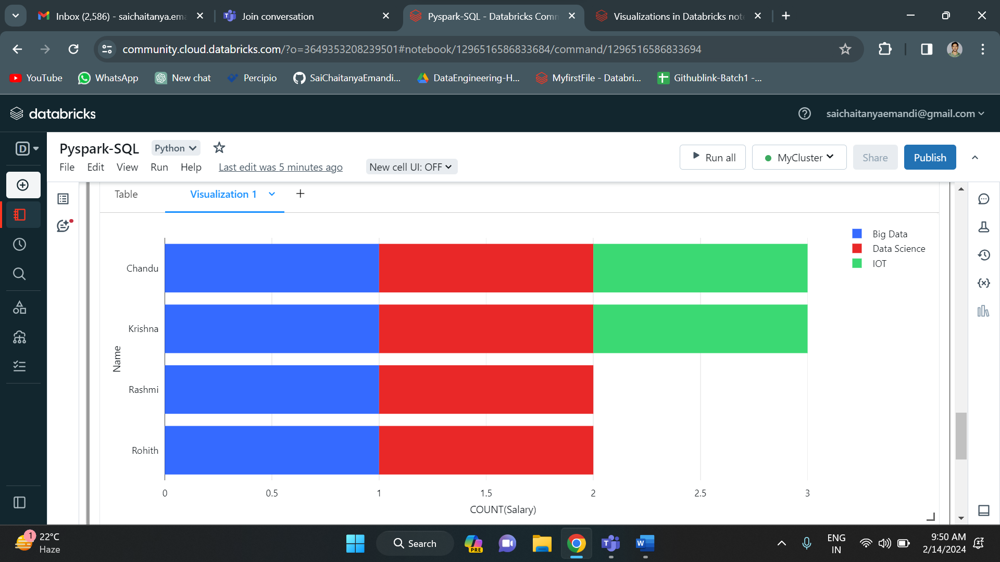 Inbox (2,586) - saichaitanya.ema
Join conversation
Pyspark-SQL - Databricks Comm
Visualizations in Databricks note
community.cloud.databricks.com/?o=3649353208239501#notebook/1296516586833684/command/1296516586833694
YouTube
WhatsApp
New chat
Percipio
SaiChaitanyaEmandi...
DataEngineering-H...
MyfirstFile - Databri...
Githublink-Batch1 -...
databricks
saichaitanyaemandi@gmail.com
D
Pyspark-SQL
Python
File Edit View Run Help
Last edit was 5 minutes ago
New cell UI: OFF
Run all
MyCluster
Share
Publish
Table
Visualization 1
Big Data
Data Science
IOT
Chandu
Krishna
Rashmi
Rohith
Name
0 0.5 1 1.5 2 2.5 3
COUNT(Salary)
1
22°C
Haze
Search
PRE
ENG
IN
9:50 AM
2/14/2024